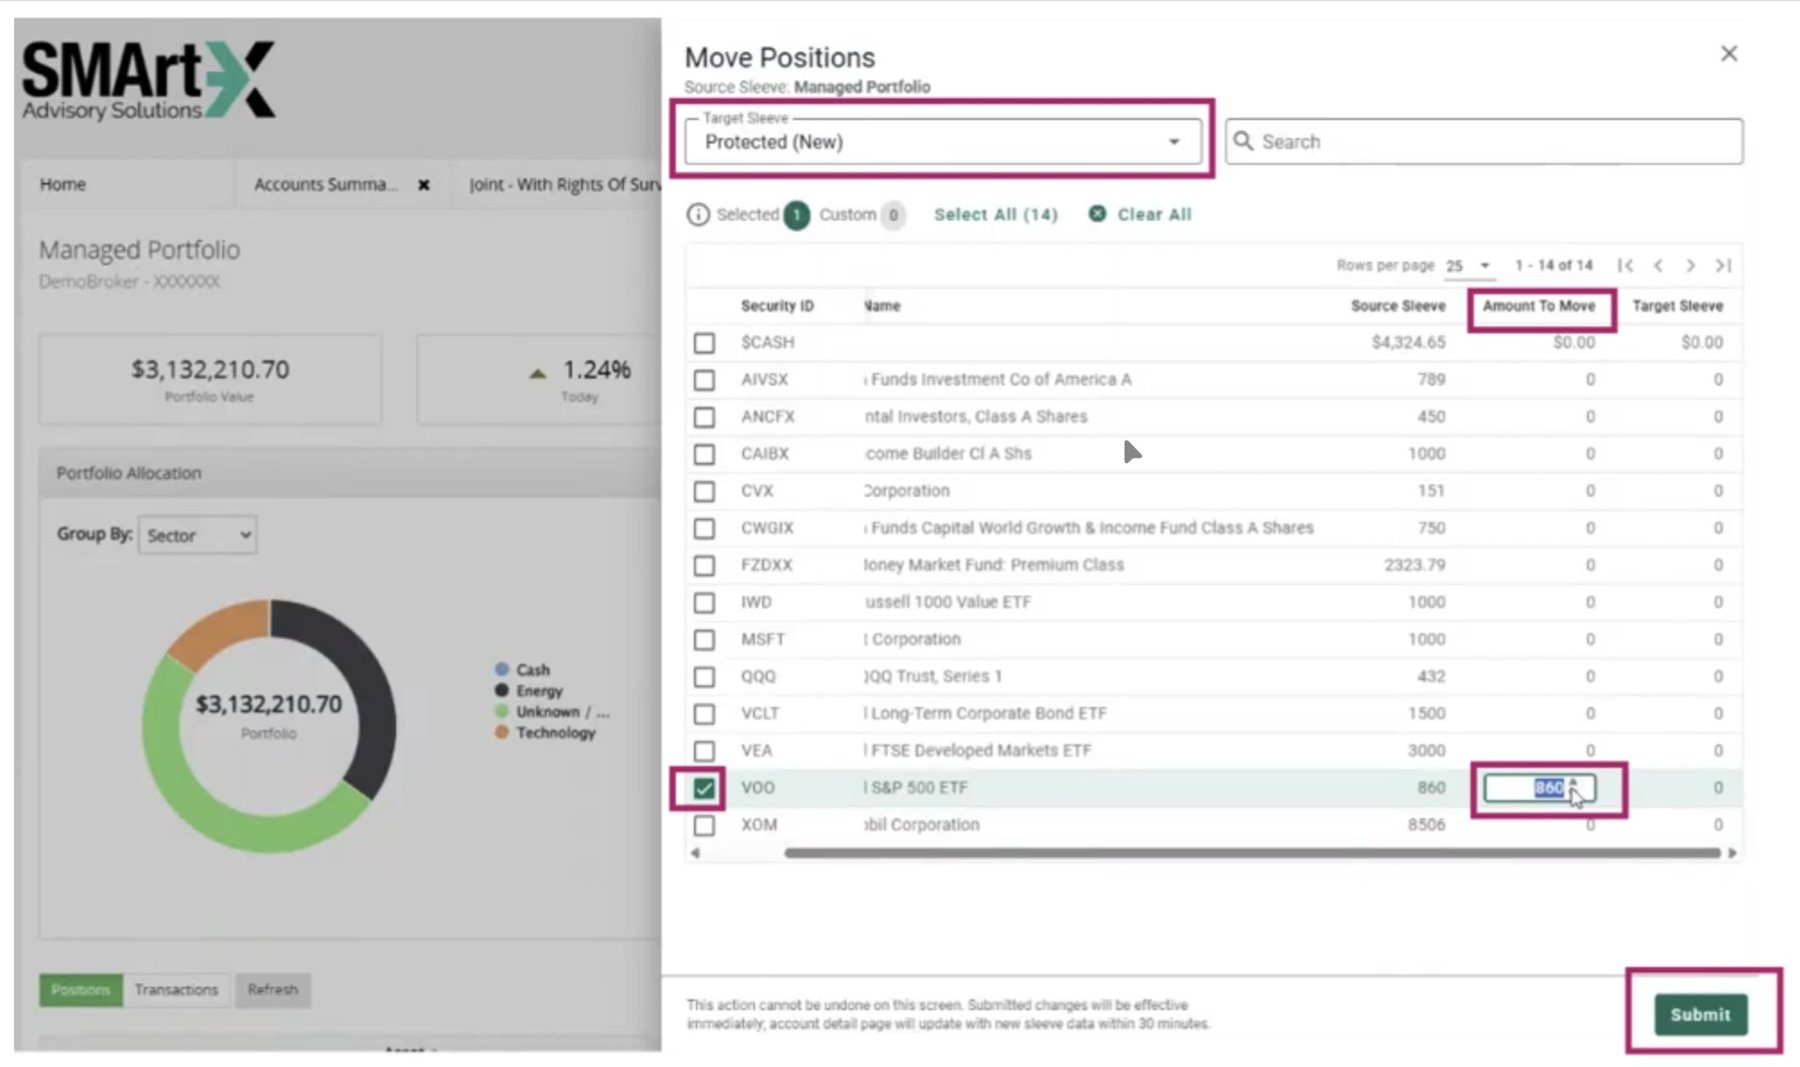 SMArtX
Advisory Solutions
Home
Accounts Summa...
Joint - With Rights Of Surv
Managed Portfolio
DemoBroker - XXXXXXX
$3,132,210.70
Portfolio Value
1.24%
Today
Portfolio Allocation
Group By: Sector
$3,132,210.70
Portfolio
Cash
Energy
Unknown / ...
Technology
Positions Transactions Refresh
Move Positions
Source Sleeve: Managed Portfolio
Target Sleeve
Protected (New)
Search
Selected 1 Custom 0 Select All (14) Clear All
Rows per page 25 1 - 14 of 14
Security ID Name Source Sleeve Amount To Move Target Sleeve
$CASH $4,324.65 $0.00 $0.00
AIVSX Funds Investment Co of America A 789 0 0
ANCFX ntal Investors, Class A Shares 450 0 0
CAIBX come Builder Cl A Shs 1000 0 0
CVX Corporation 151 0 0
CWGIX Funds Capital World Growth & Income Fund Class A Shares 750 0 0
FZDXX Money Market Fund: Premium Class 2323.79 0 0
IWD ussell 1000 Value ETF 1000 0 0
MSFT t Corporation 1000 0 0
QQQ QQQ Trust, Series 1 432 0 0
VCLT l Long-Term Corporate Bond ETF 1500 0 0
VEA l FTSE Developed Markets ETF 3000 0 0
VOO l S&P 500 ETF 860 860 0
XOM obil Corporation 8506 0 0
This action cannot be undone on this screen. Submitted changes will be effective
immediately, account detail page will update with new sleeve data within 30 minutes.
Submit